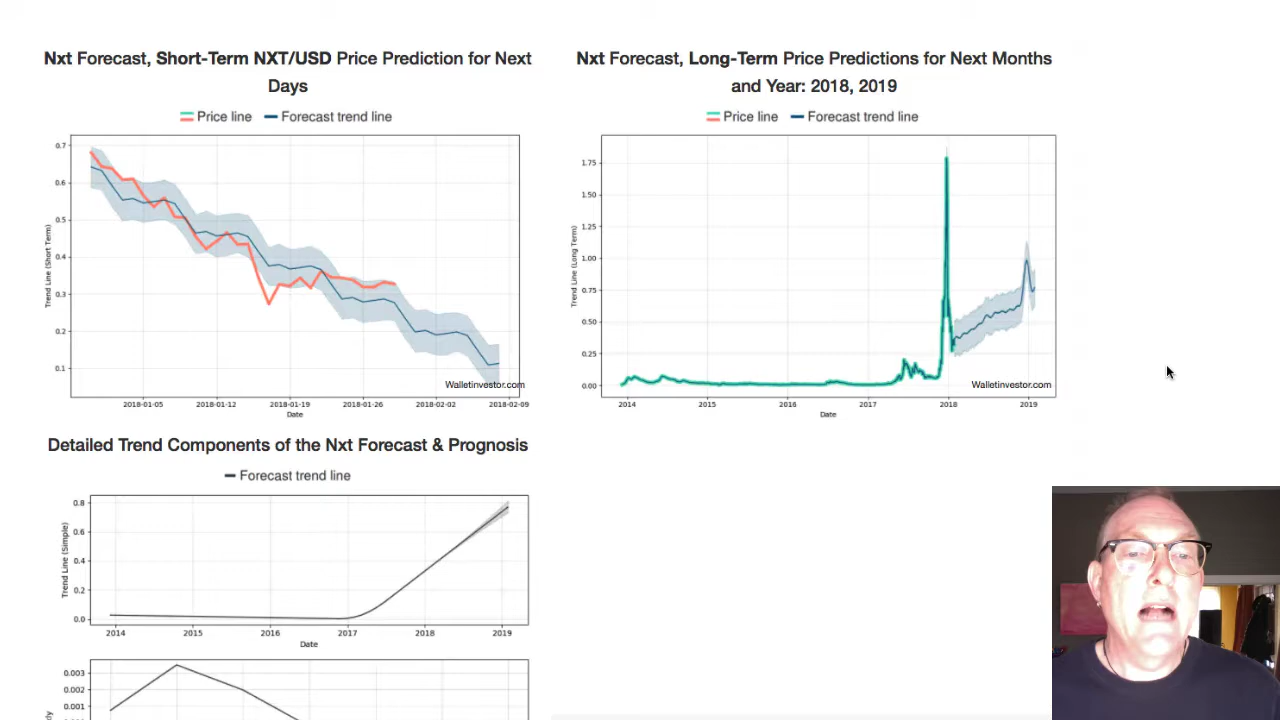 Nxt Forecast, Short-Term NXT/USD Price Prediction for Next
Days
Price line
Forecast trend line
0.7
0.6
0.5
0.4
0.3
0.2
0.1
Trend Line (Short Term)
Walletinvestor.com
2018-01-05
2018-01-12
2018-01-19
2018-01-26
2018-02-02
2018-02-09
Date
Nxt Forecast, Long-Term Price Predictions for Next Months
and Year: 2018, 2019
Price line
Forecast trend line
1.75
1.50
1.25
1.00
0.75
0.50
0.25
0.00
Trend Line (Long Term)
Walletinvestor.com
2014
2015
2016
2017
2018
2019
Date
Detailed Trend Components of the Nxt Forecast & Prognosis
Forecast trend line
0.8
0.6
0.4
0.2
0.0
Trend Line (Simple)
2014
2015
2016
2017
2018
2019
Date
0.003
0.002
0.001